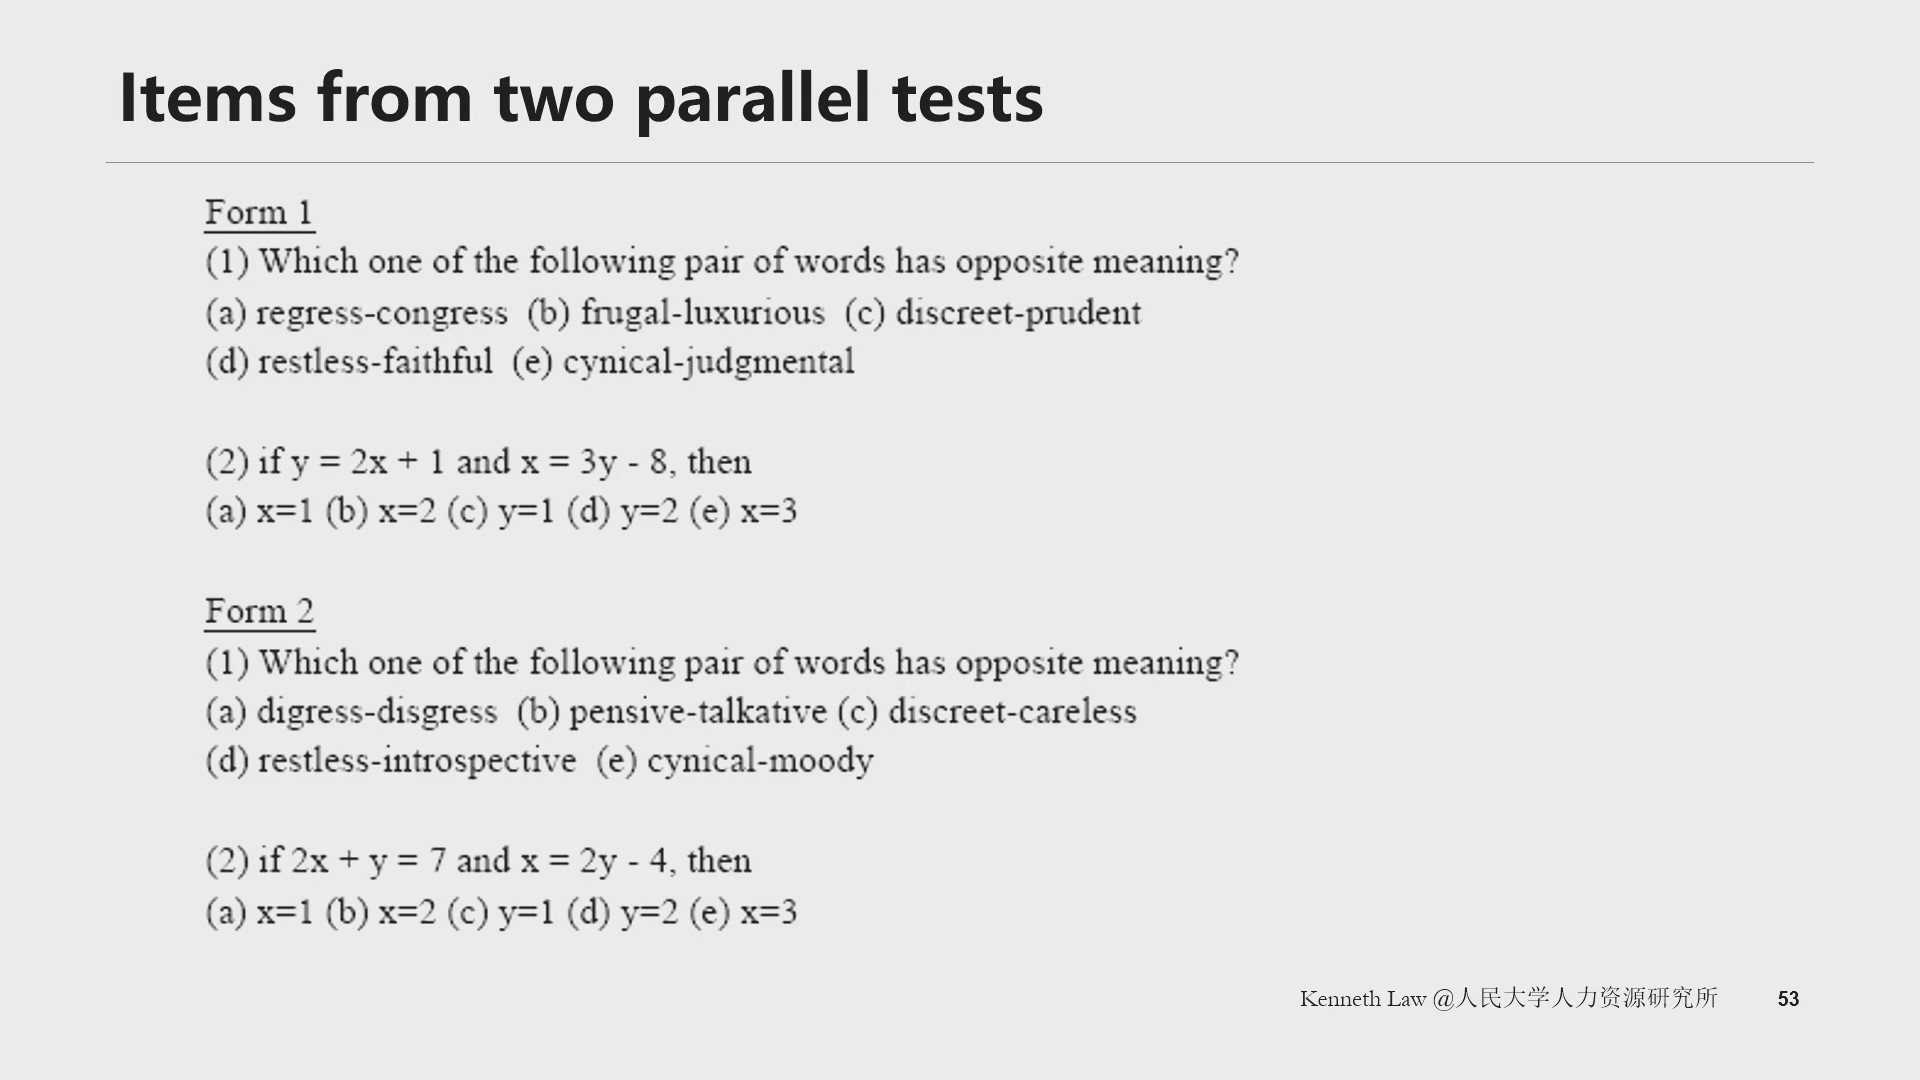 Items from two parallel tests
Form 1
(1) Which one of the following pair of words has opposite meaning?
(a) regress-congress (b) frugal-luxurious (c) discreet-prudent
(d) restless-faithful (e) cynical-judgmental
(2) if y = 2x + 1 and x = 3y - 8, then
(a) x=1 (b) x=2 (c) y=1 (d) y=2 (e) x=3
Form 2
(1) Which one of the following pair of words has opposite meaning?
(a) digress-disgress (b) pensive-talkative (c) discreet-careless
(d) restless-introspective (e) cynical-moody
(2) if 2x + y = 7 and x = 2y - 4, then
(a) x=1 (b) x=2 (c) y=1 (d) y=2 (e) x=3
Kenneth Law @人民大学人力资源研究所 53